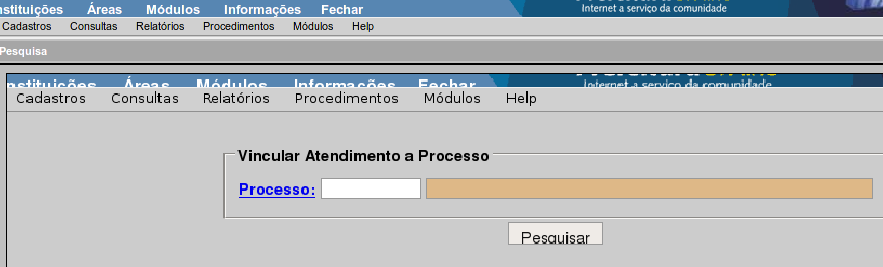 nstituições Áreas Módulos Informações Fechar
Internet a serviço da comunidade
Cadastros Consultas Relatórios Procedimentos Módulos Help
Pesquisa
nstituições Áreas Módulos Informações Fechar
Internet a serviço da comunidade
Cadastros Consultas Relatórios Procedimentos Módulos Help
Vincular Atendimento a Processo
Processo:
Pesquisar